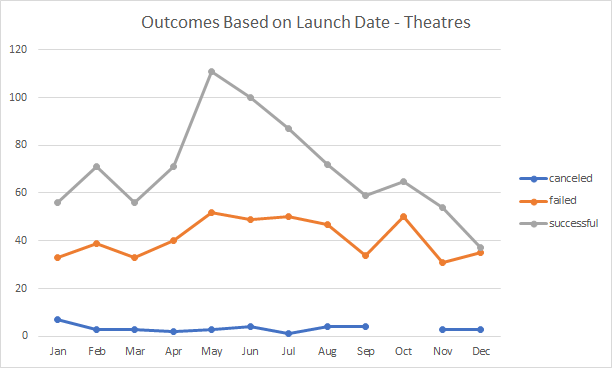 Outcomes Based on Launch Date - Theatres
120
100
80
60
40
20
0
Jan Feb Mar Apr May Jun Jul Aug Sep Oct Nov Dec
canceled
failed
successful